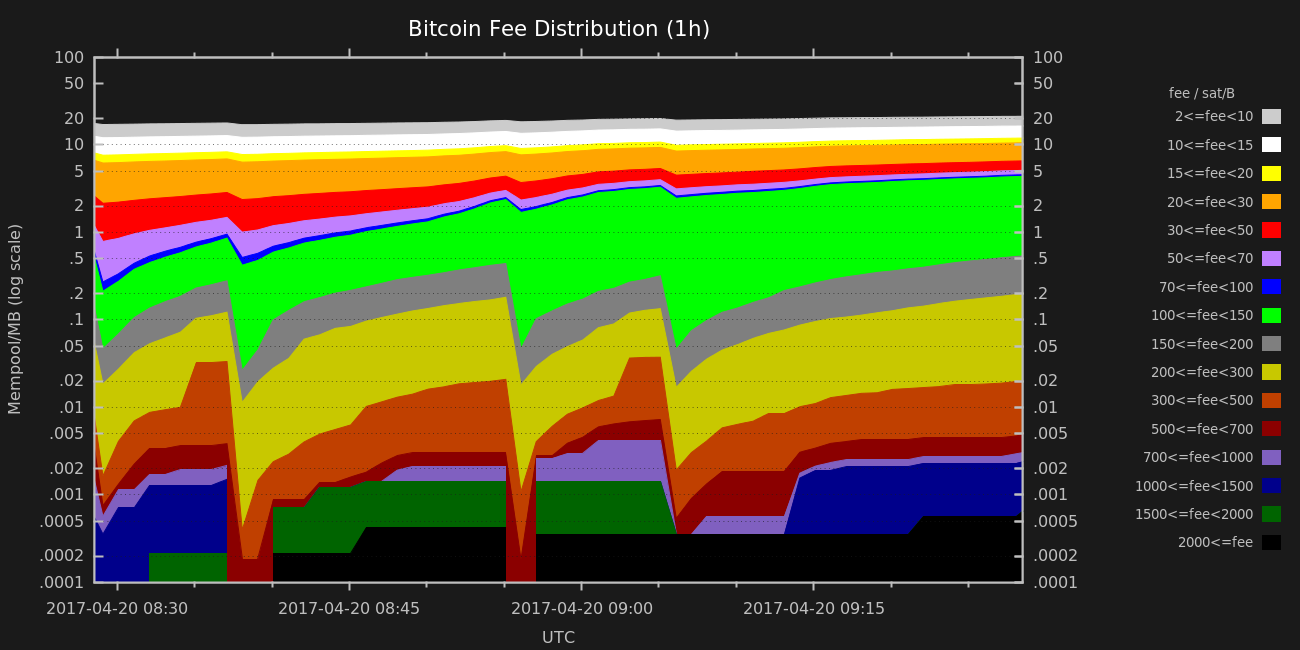 Bitcoin Fee Distribution (1h)
100 100
50 50
20 20
10 10
5 5
2 2
1 1
.5 .5
.2 .2
.1 .1
.05 .05
.02 .02
.01 .01
.005 .005
.002 .002
.001 .001
.0005 .0005
.0002 .0002
.0001 .0001
Mempool/MB (log scale)
2017-04-20 08:30 2017-04-20 08:45 2017-04-20 09:00 2017-04-20 09:15
UTC
fee / sat/B
2<=fee<10
10<=fee<15
15<=fee<20
20<=fee<30
30<=fee<50
50<=fee<70
70<=fee<100
100<=fee<150
150<=fee<200
200<=fee<300
300<=fee<500
500<=fee<700
700<=fee<1000
1000<=fee<1500
1500<=fee<2000
2000<=fee